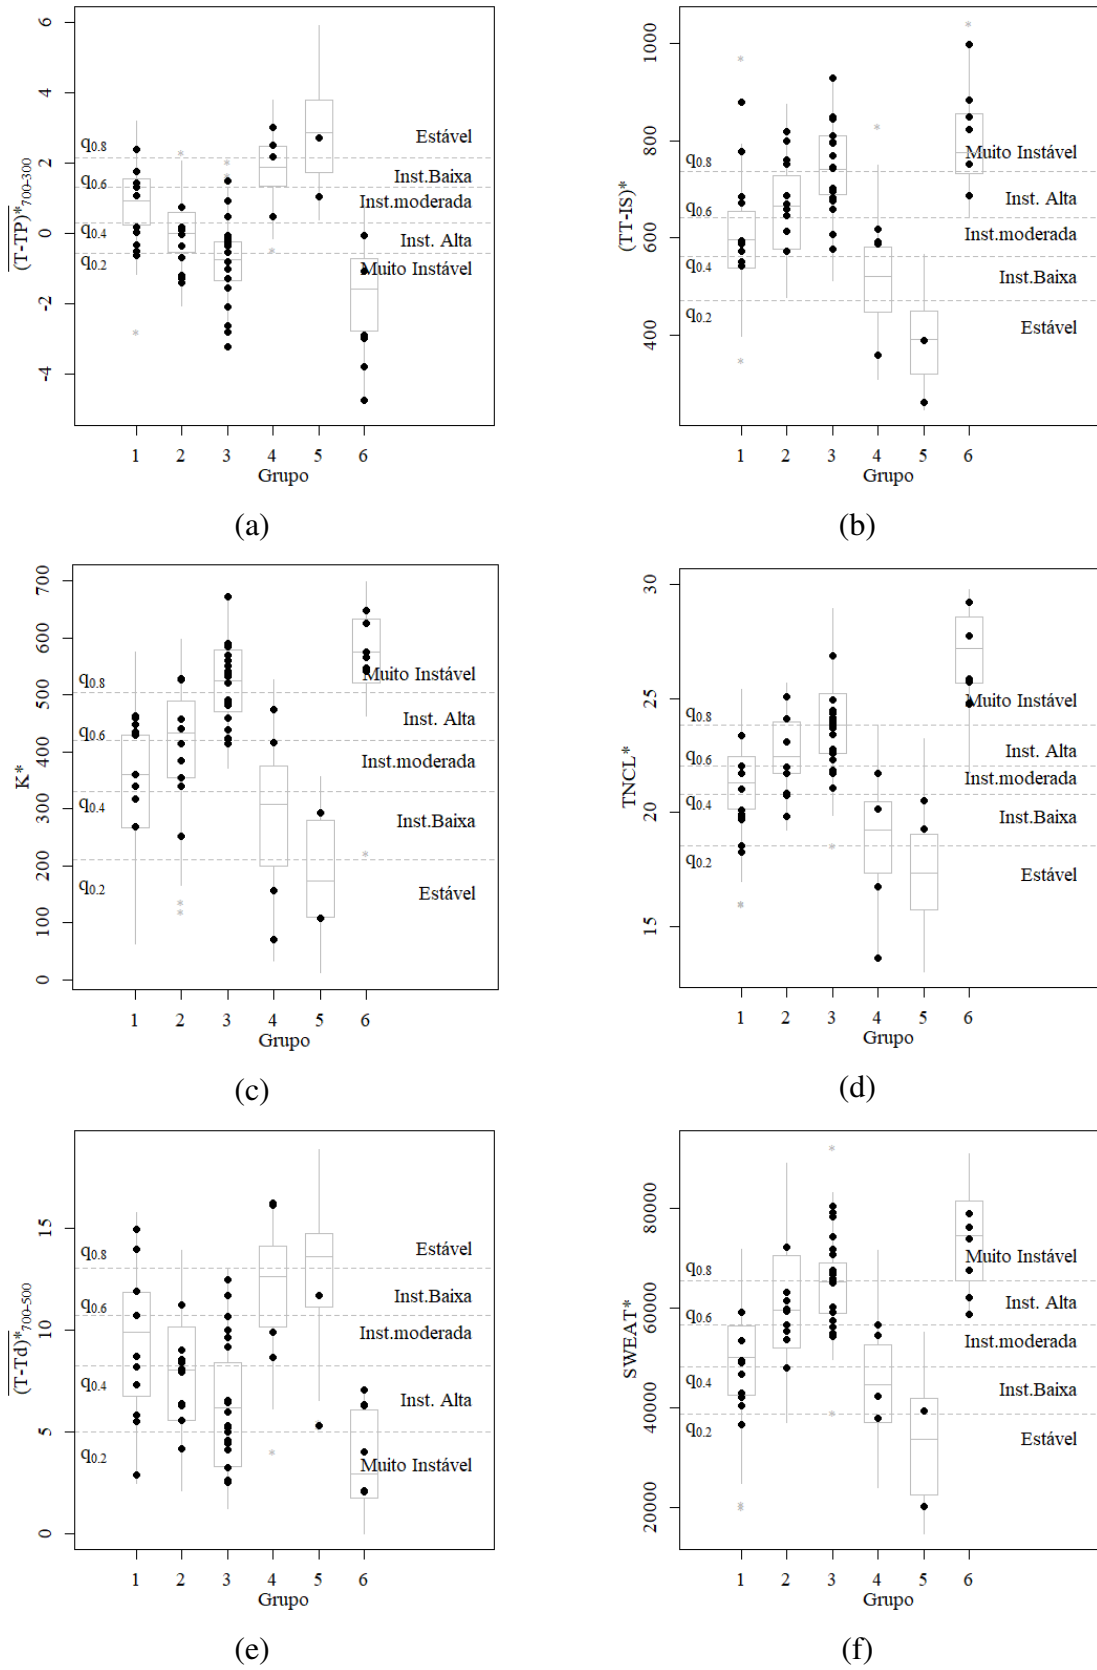 6
4
2
0
-2
-4
(T-TP)*700-300
q0.8
q0.6
q0.4
q0.2
Estável
Inst.Baixa
Inst.moderada
Inst. Alta
Muito Instável
1 2 3 4 5 6
Grupo
(a)
1000
800
600
400
(TT-IS)*
q0.8
q0.6
q0.4
q0.2
Muito Instável
Inst. Alta
Inst.moderada
Inst.Baixa
Estável
1 2 3 4 5 6
Grupo
(b)
700
600
500
400
300
200
100
0
K*
q0.8
q0.6
q0.4
q0.2
Muito Instável
Inst. Alta
Inst.moderada
Inst.Baixa
Estável
1 2 3 4 5 6
Grupo
(c)
30
25
20
15
TNCL*
q0.8
q0.6
q0.4
q0.2
Muito Instável
Inst. Alta
Inst.moderada
Inst.Baixa
Estável
1 2 3 4 5 6
Grupo
(d)
15
10
5
0
(T-Td)*700-500
q0.8
q0.6
q0.4
q0.2
Estável
Inst.Baixa
Inst.moderada
Inst. Alta
Muito Instável
1 2 3 4 5 6
Grupo
(e)
80000
60000
40000
20000
SWEAT*
q0.8
q0.6
q0.4
q0.2
Muito Instável
Inst. Alta
Inst.moderada
Inst.Baixa
Estável
1 2 3 4 5 6
Grupo
(f)